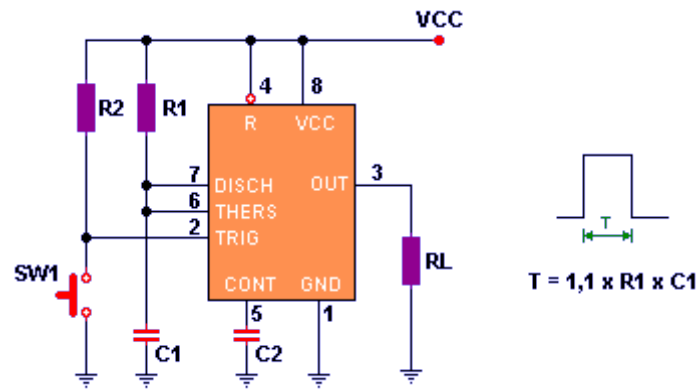 VCC
R2
R1
4
8
R
VCC
7
DISCH
OUT
3
6
THERS
2
TRIG
T
SW1
RL
T = 1,1 x R1 x C1
CONT
GND
5
1
C1
C2